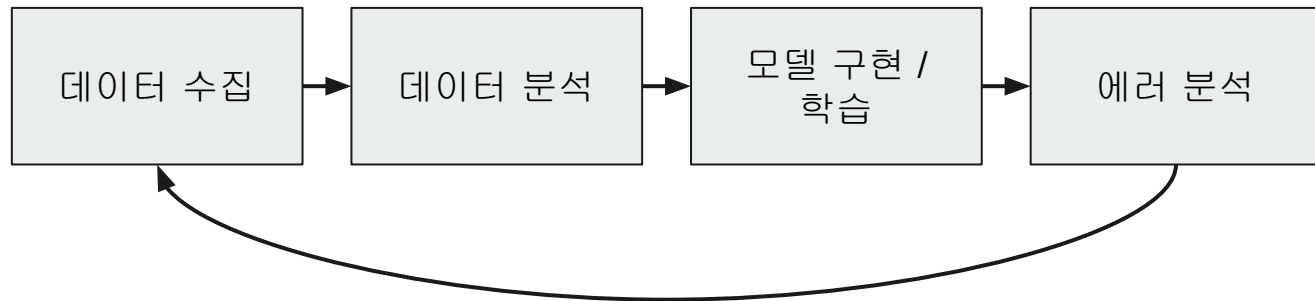 데이터 수집
데이터 분석
모델 구현 /
학습
에러 분석